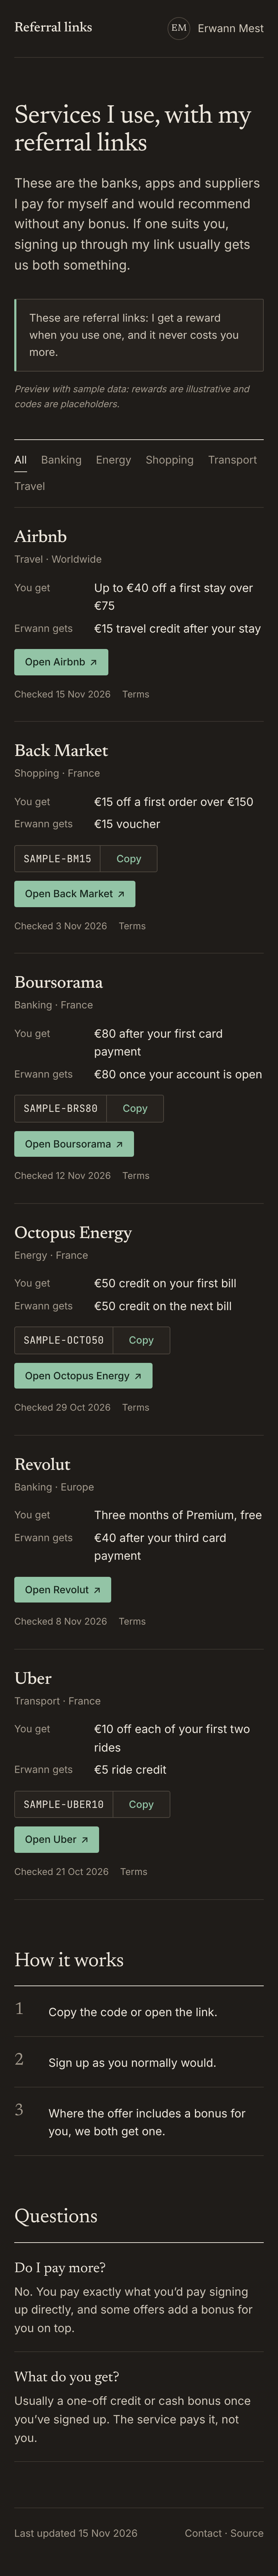 Referral links
EM Erwann Mest
Services I use, with my
referral links
These are the banks, apps and suppliers
I pay for myself and would recommend
without any bonus. If one suits you,
signing up through my link usually gets
us both something.
These are referral links: I get a reward
when you use one, and it never costs you
more.
Preview with sample data: rewards are illustrative and
codes are placeholders.
All Banking Energy Shopping Transport
Travel
Airbnb
Travel · Worldwide
You get Up to €40 off a first stay over
€75
Erwann gets €15 travel credit after your stay
Open Airbnb ↗
Checked 15 Nov 2026 Terms
Back Market
Shopping · France
You get €15 off a first order over €150
Erwann gets €15 voucher
SAMPLE-BM15 Copy
Open Back Market ↗
Checked 3 Nov 2026 Terms
Boursorama
Banking · France
You get €80 after your first card
payment
Erwann gets €80 once your account is open
SAMPLE-BRS80 Copy
Open Boursorama ↗
Checked 12 Nov 2026 Terms
Octopus Energy
Energy · France
You get €50 credit on your first bill
Erwann gets €50 credit on the next bill
SAMPLE-OCTO50 Copy
Open Octopus Energy ↗
Checked 29 Oct 2026 Terms
Revolut
Banking · Europe
You get Three months of Premium, free
Erwann gets €40 after your third card
payment
Open Revolut ↗
Checked 8 Nov 2026 Terms
Uber
Transport · France
You get €10 off each of your first two
rides
Erwann gets €5 ride credit
SAMPLE-UBER10 Copy
Open Uber ↗
Checked 21 Oct 2026 Terms
How it works
1 Copy the code or open the link.
2 Sign up as you normally would.
3 Where the offer includes a bonus for
you, we both get one.
Questions
Do I pay more?
No. You pay exactly what you’d pay signing
up directly, and some offers add a bonus for
you on top.
What do you get?
Usually a one-off credit or cash bonus once
you’ve signed up. The service pays it, not
you.
Last updated 15 Nov 2026 Contact · Source